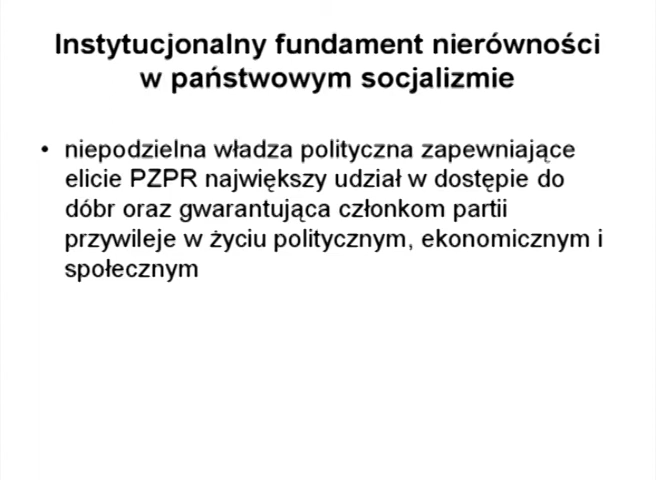 Instytucjonalny fundament nierówności
w państwowym socjalizmie
• niepodzielna władza polityczna zapewniające
elicie PZPR największy udział w dostępie do
dóbr oraz gwarantująca członkom partii
przywileje w życiu politycznym, ekonomicznym i
społecznym